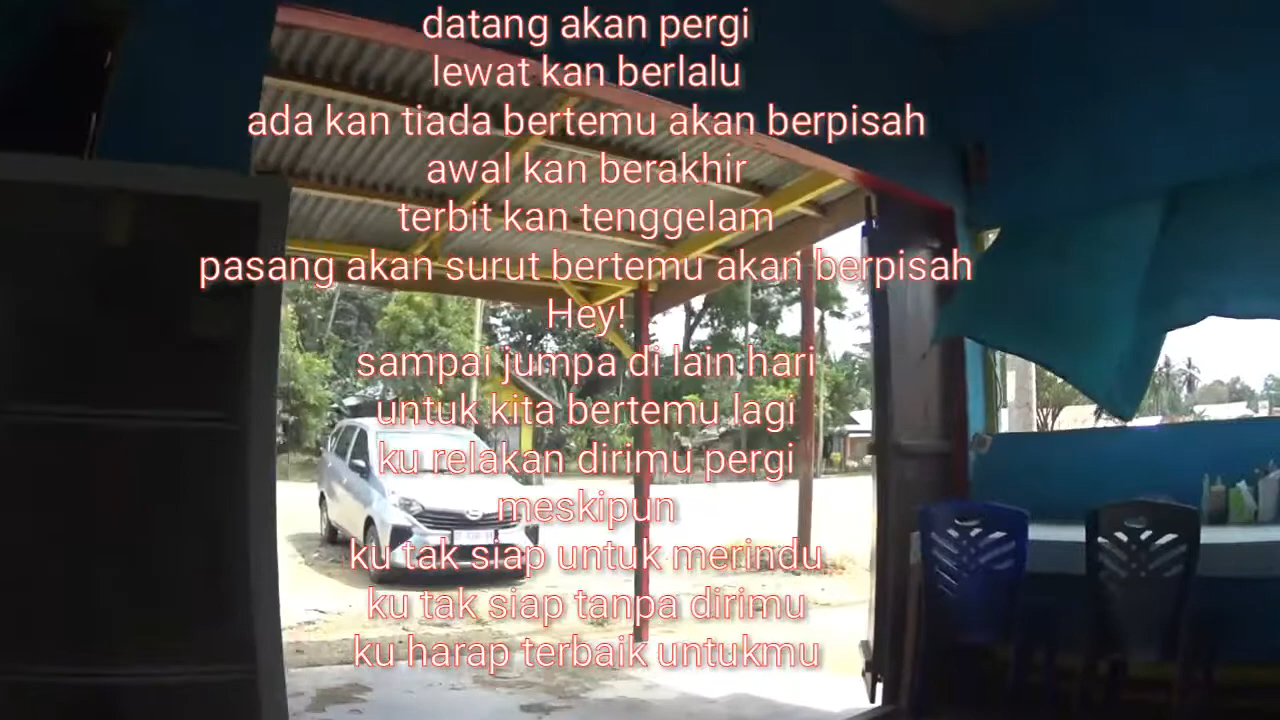 datang akan pergi
lewat kan berlalu
ada kan tiada bertemu akan berpisah
awal kan berakhir
terbit kan tenggelam
pasang akan surut bertemu akan berpisah
Hey!
sampai jumpa di lain hari
untuk kita bertemu lagi
ku relakan dirimu pergi
meskipun
ku tak siap untuk merindu
ku tak siap tanpa dirimu
ku harap terbaik untukmu